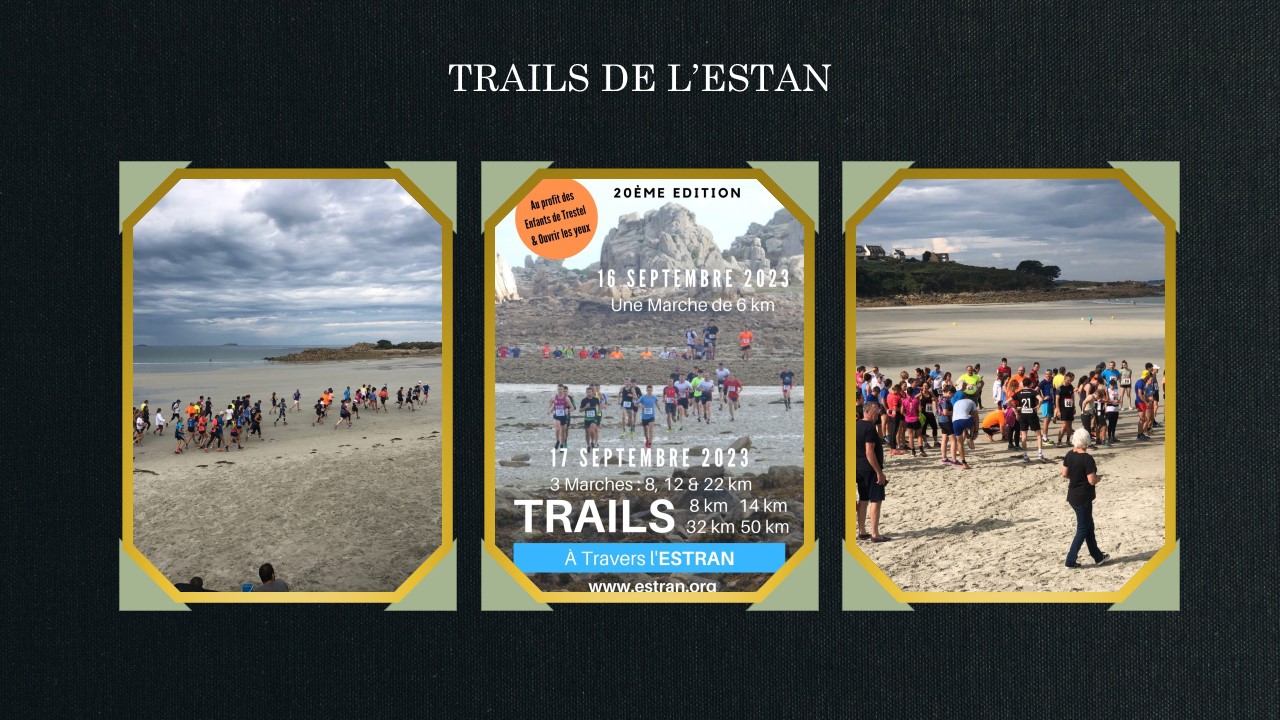 TRAILS DE L’ESTAN
Au profit des
Enfants de Trestel
& Ouvrir les yeux
20ÈME EDITION
16 SEPTEMBRE 2023
Une Marche de 6 km
17 SEPTEMBRE 2023
3 Marches : 8, 12 & 22 km
TRAILS
8 km 14 km
32 km 50 km
À Travers l'ESTRAN
www.estran.org
21